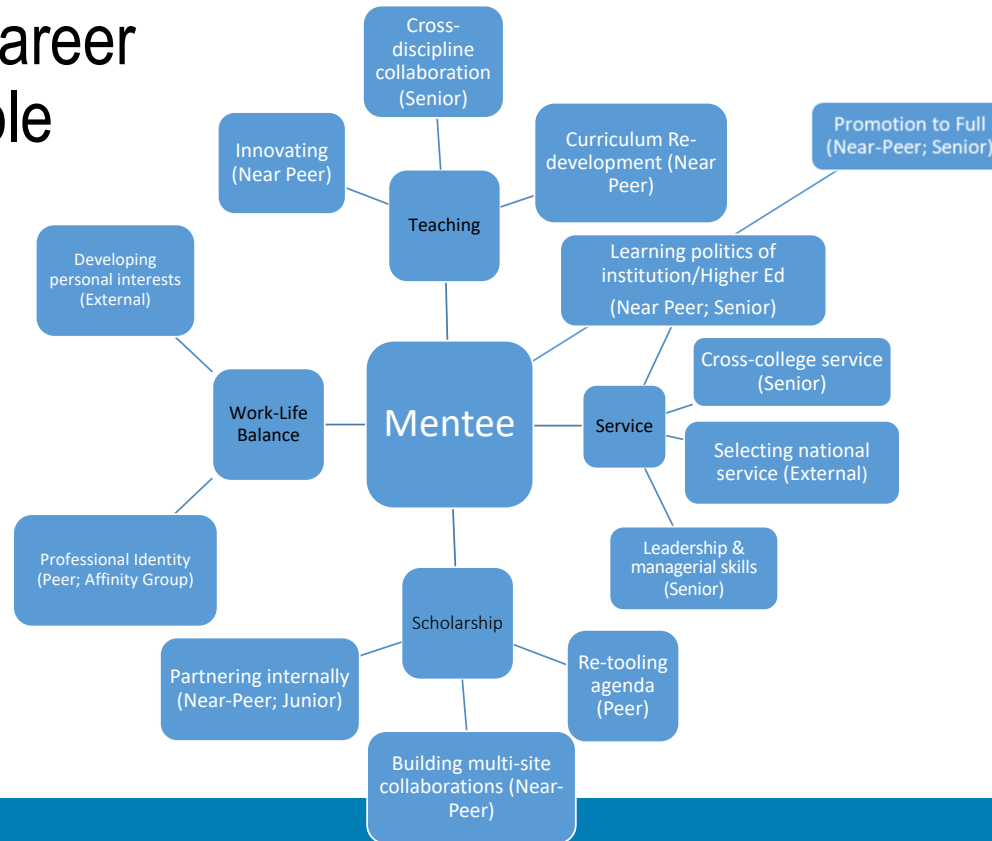 areer
ple
Cross-
discipline
collaboration
(Senior)
Innovating
(Near Peer)
Curriculum Re-
development (Near
Peer)
Promotion to Full
(Near-Peer; Senior)
Teaching
Learning politics of
institution/Higher Ed
(Near Peer; Senior)
Developing
personal interests
(External)
Cross-college service
(Senior)
Work-Life
Balance
Mentee
Service
Selecting national
service (External)
Professional Identity
(Peer; Affinity Group)
Leadership &
managerial skills
(Senior)
Scholarship
Partnering internally
(Near-Peer; Junior)
Re-tooling
agenda
(Peer)
Building multi-site
collaborations (Near-
Peer)